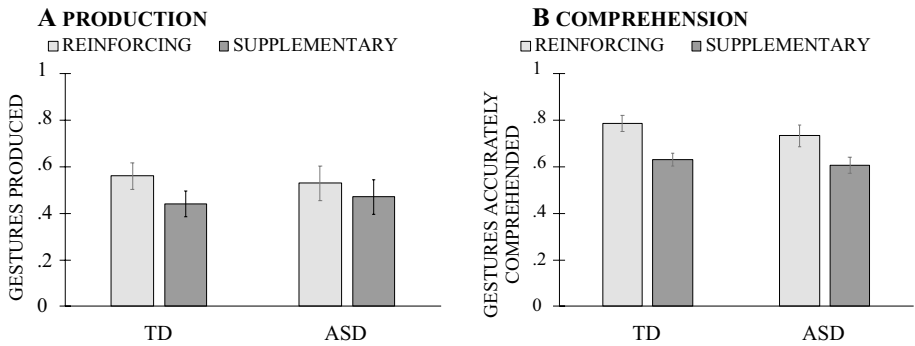 A PRODUCTION
REINFORCING SUPPLEMENTARY
GESTURES PRODUCED
1
.8
.6
.4
.2
0
TD ASD
B COMPREHENSION
REINFORCING SUPPLEMENTARY
GESTURES ACCURATELY
COMPREHENDED
1
.8
.6
.4
.2
0
TD ASD